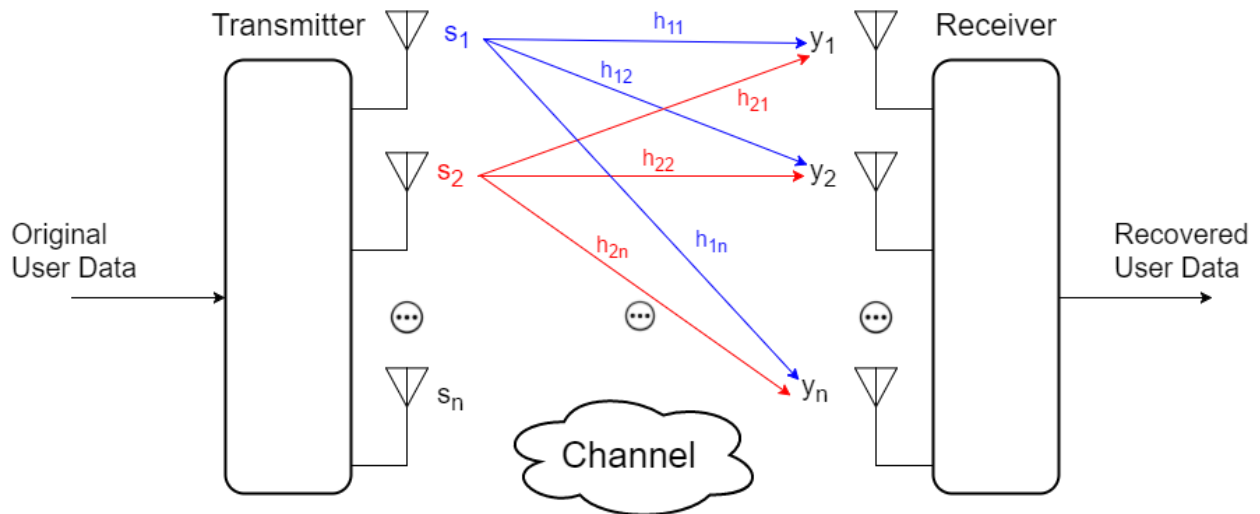 Transmitter
s1
h11
y1
Receiver
h12
h21
s2
h22
y2
Original
User Data
h2n
h1n
Recovered
User Data
sn
yn
Channel